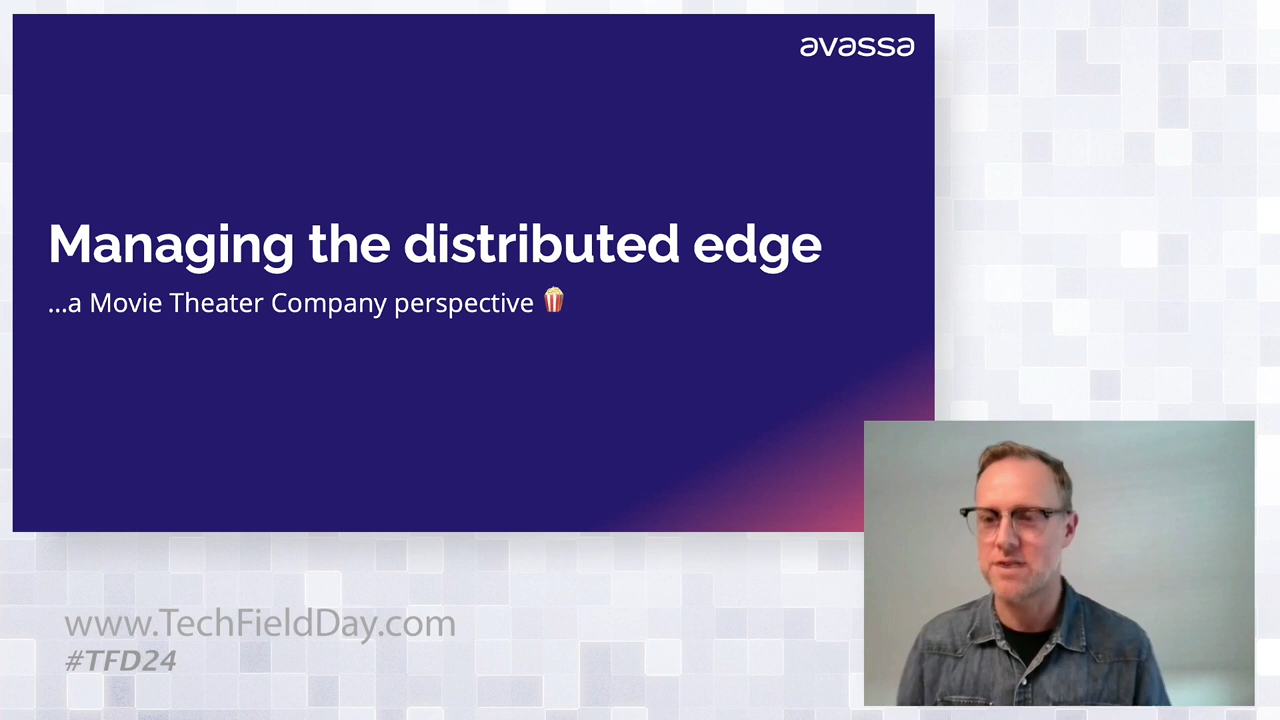 avassa
Managing the distributed edge
...a Movie Theater Company perspective 🍿
www.TechFieldDay.com
#TFD24